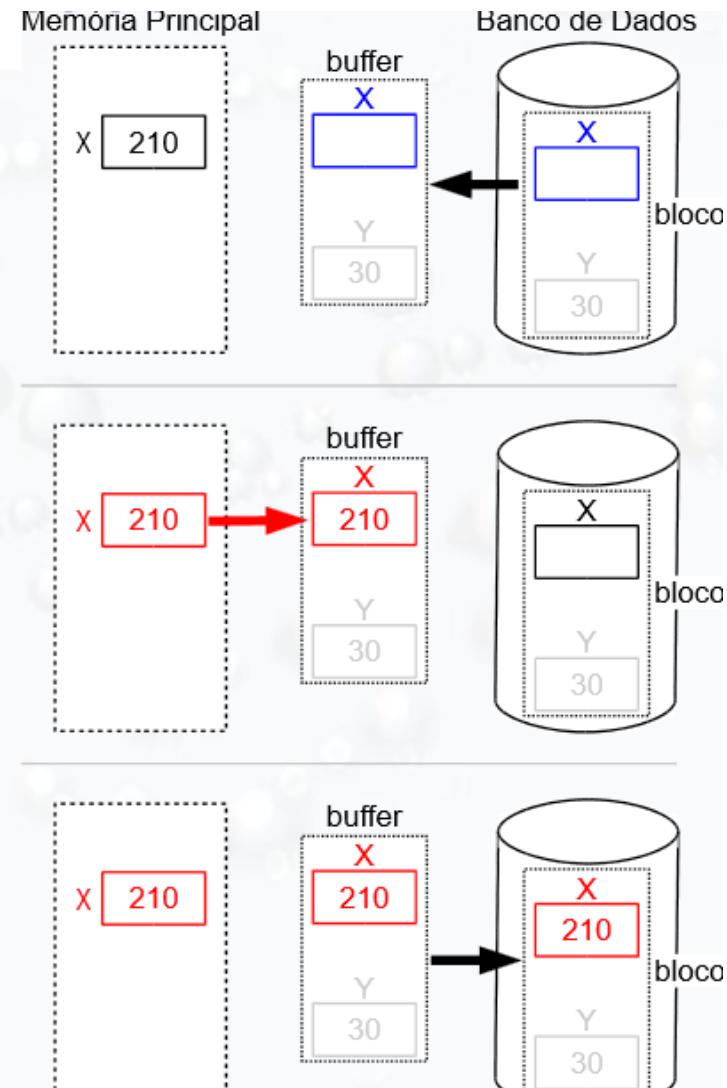 Memória Principal Banco de Dados
buffer
X X
X 210
bloco
Y Y
30 30
buffer
X X
X 210 210
bloco
Y Y
30 30
buffer
X X
X 210 210 210
bloco
Y Y
30 30